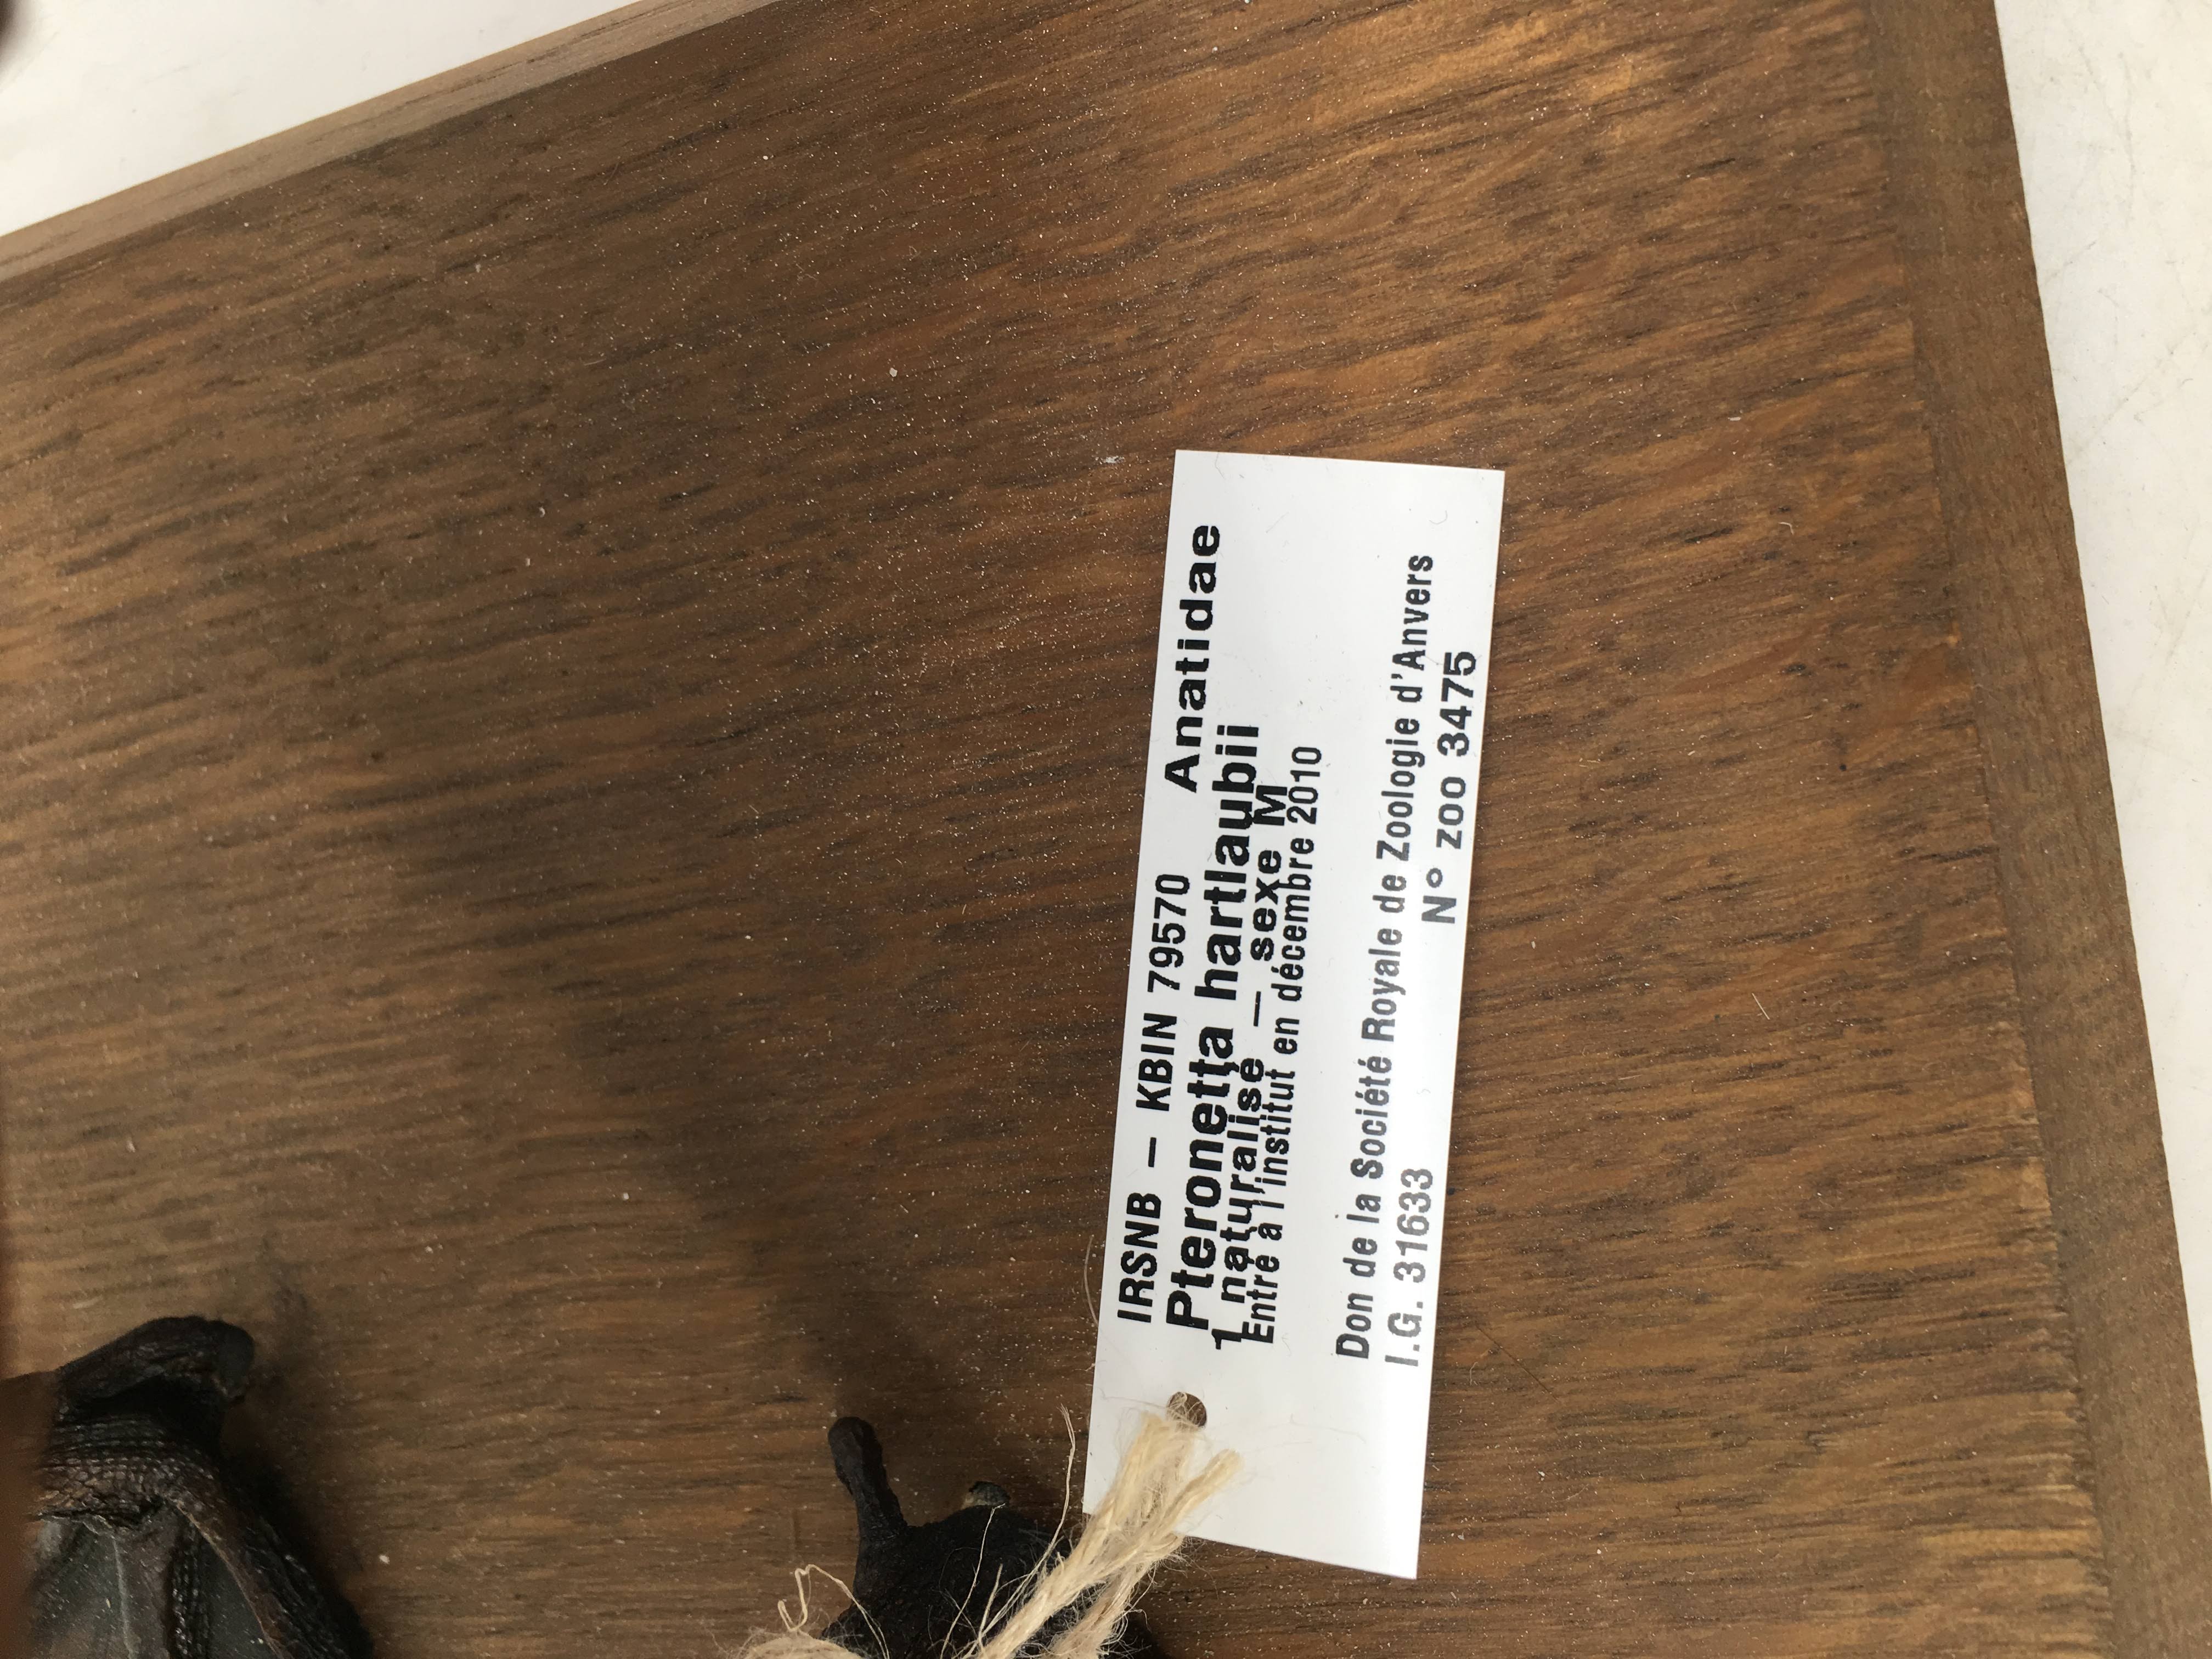 IRSNB – KBIN 79570 Anatidae
Pteronetta hartlaubii
1 naturalisé – sexe M
Entré à l'institut en décembre 2010
Don de la Société Royale de Zoologie d'Anvers
I.G. 31633 N° zoo 3475